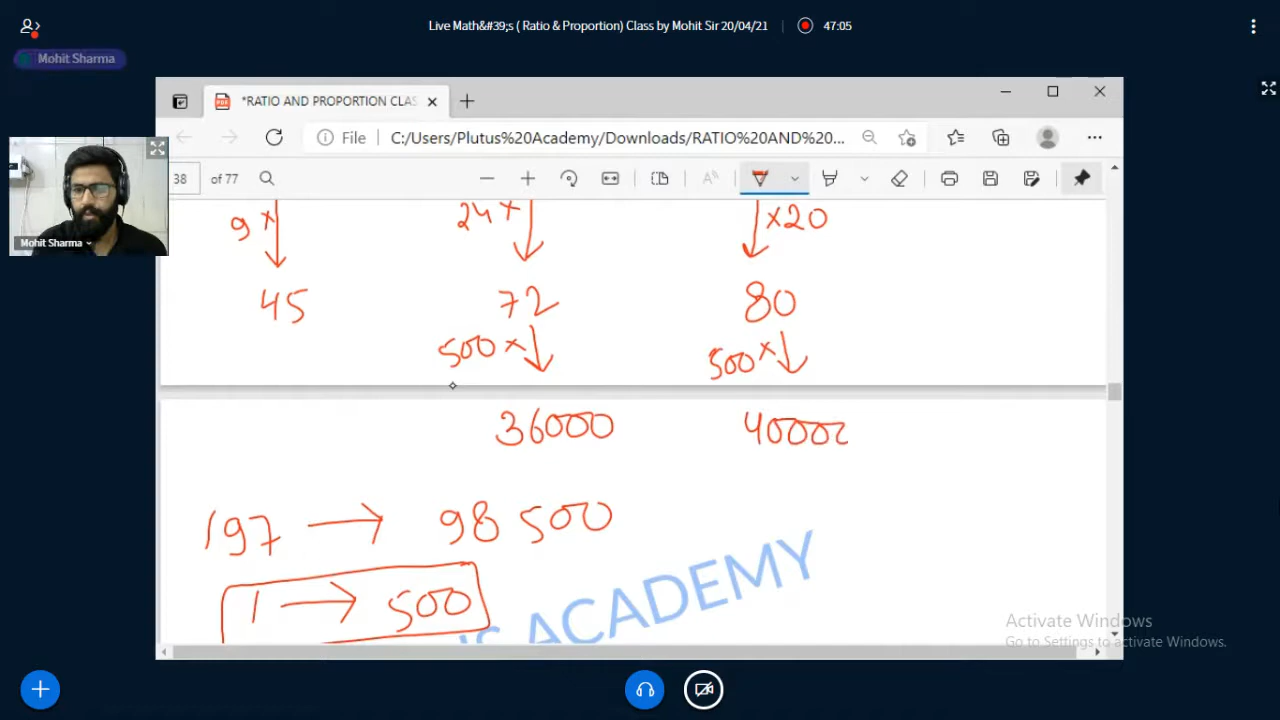 Live Math&#39;s ( Ratio & Proportion) Class by Mohit Sir 20/04/21
47:05
Mohit Sharma
*RATIO AND PROPORTION CLAS
File
C:/Users/Plutus%20Academy/Downloads/RATIO%20AND%20...
38 of 77
Mohit Sharma
9 × 24 × ×20
45 72 80
500 × 500 ×
36000 40000
197 → 98 500
1 → 500
ACADEMY
Activate Windows
Go to Settings to activate Windows.